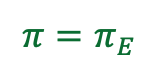 π = π_E